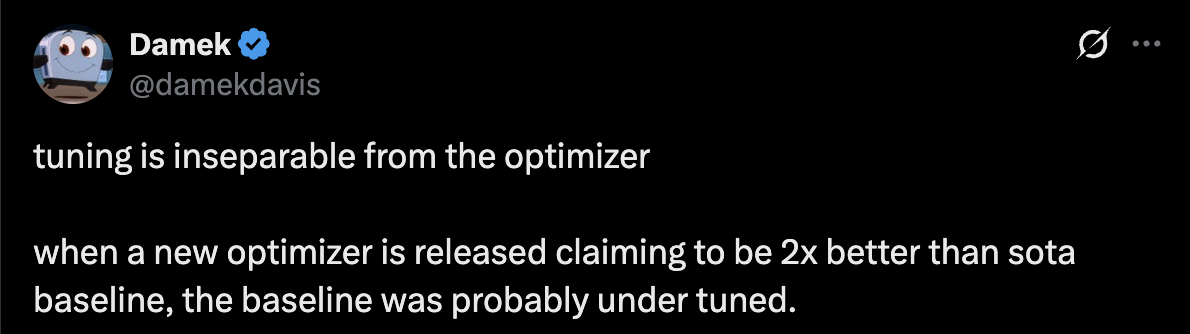 Damek
@damekdavis
tuning is inseparable from the optimizer
when a new optimizer is released claiming to be 2x better than sota
baseline, the baseline was probably under tuned.